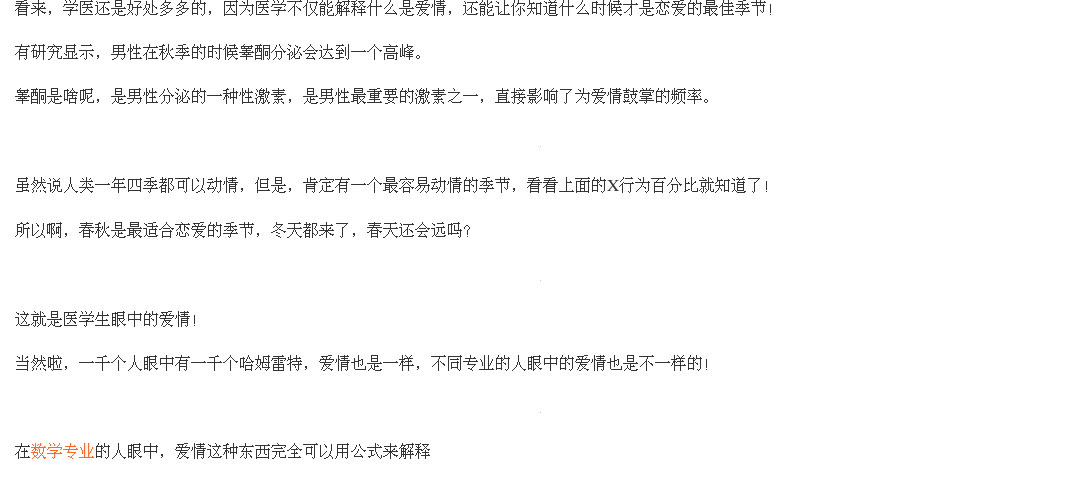 看来，学医还是好处多多的，因为医学不仅能解释什么是爱情，还能让你知道什么时候才是恋爱的最佳季节！
有研究显示，男性在秋季的时候睾酮分泌会达到一个高峰。
睾酮是啥呢，是男性分泌的一种性激素，是男性最重要的激素之一，直接影响了为爱情鼓掌的频率。
虽然说人类一年四季都可以动情，但是，肯定有一个最容易动情的季节，看看上面的X行为百分比就知道了！
所以啊，春秋是最适合恋爱的季节，冬天都来了，春天还会远吗？
这就是医学生眼中的爱情！
当然啦，一千个人眼中有一千个哈姆雷特，爱情也是一样，不同专业的人眼中的爱情也是不一样的！
在数学专业的人眼中，爱情这种东西完全可以用公式来解释